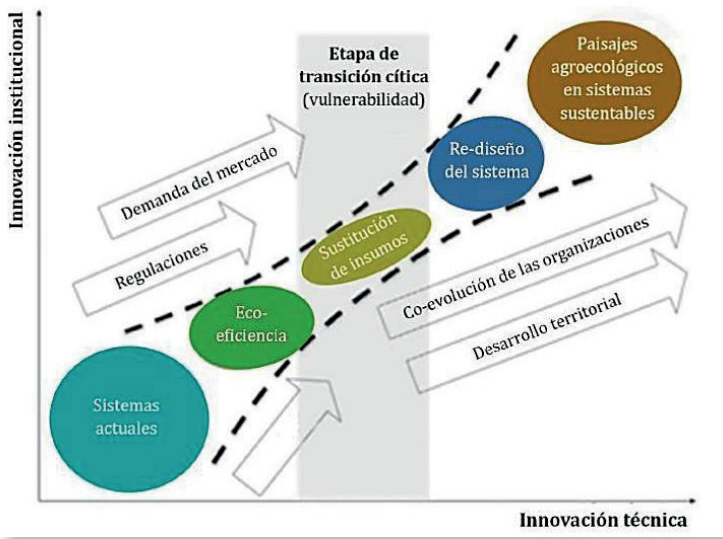 Innovación institucional
Etapa de
transición cítica
(vulnerabilidad)
Paisajes
agroecológicos
en sistemas
sustentables
Demanda del mercado
Re-diseño
del sistema
Regulaciones
Sustitución
de insumos
Co-evolución de las organizaciones
Eco-
eficiencia
Desarrollo territorial
Sistemas
actuales
Innovación técnica